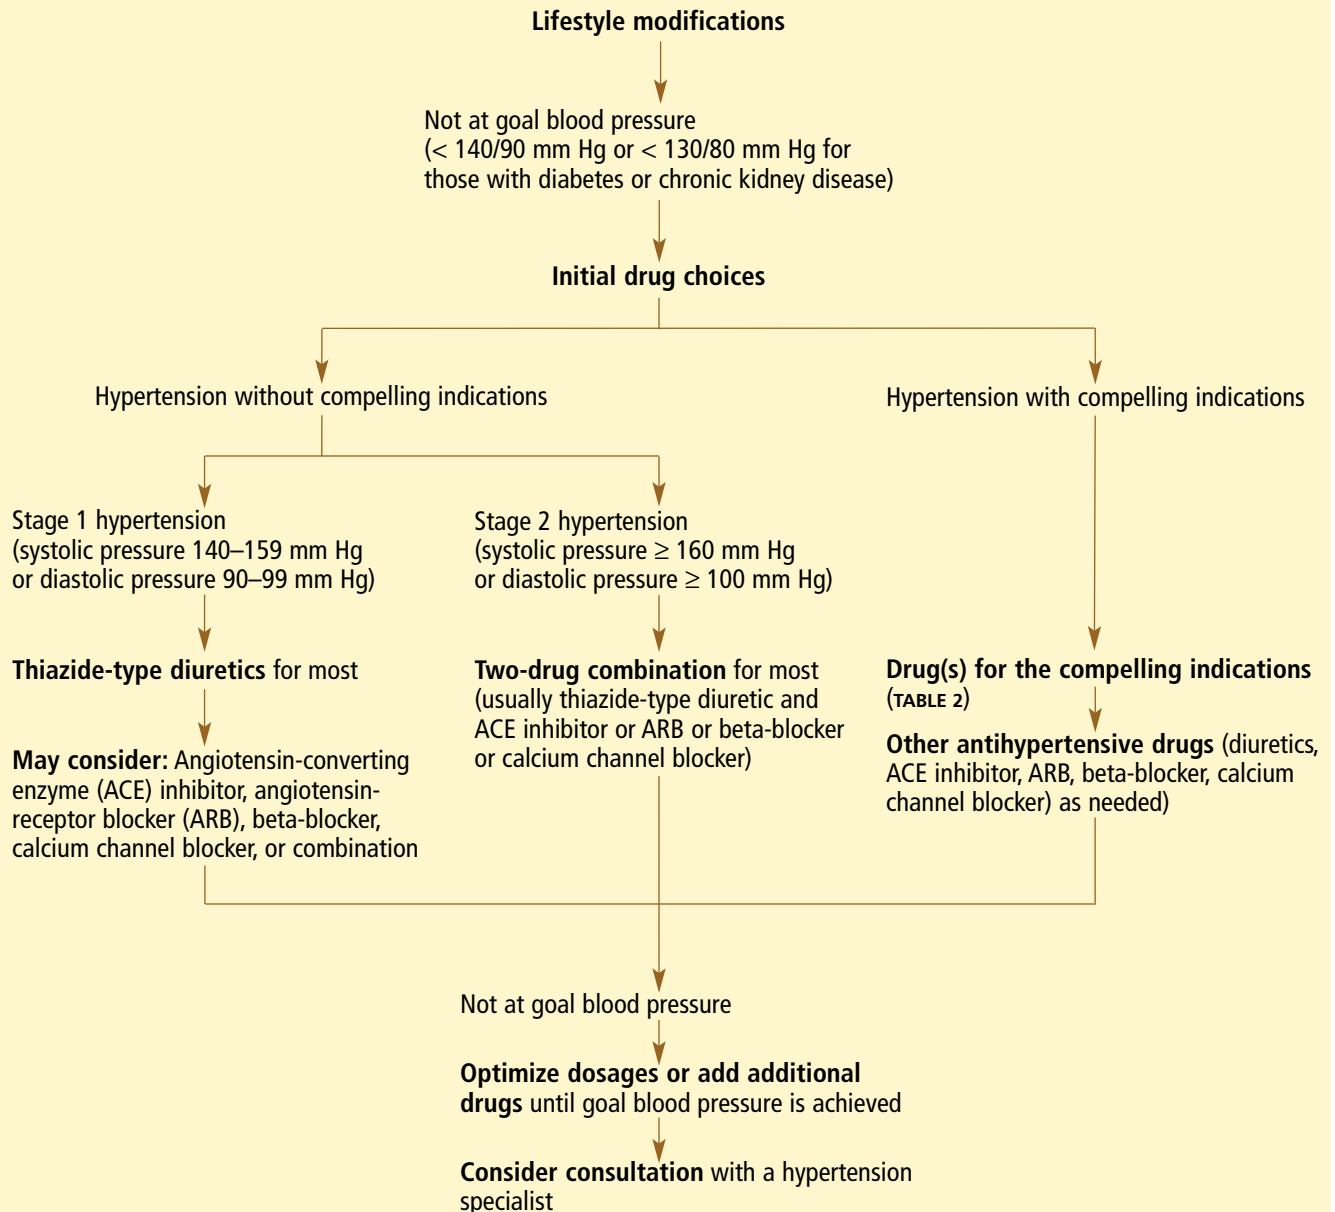 Lifestyle modifications
Not at goal blood pressure
(< 140/90 mm Hg or < 130/80 mm Hg for
those with diabetes or chronic kidney disease)
Initial drug choices
Hypertension without compelling indications
Hypertension with compelling indications
Stage 1 hypertension
(systolic pressure 140–159 mm Hg
or diastolic pressure 90–99 mm Hg)
Stage 2 hypertension
(systolic pressure ≥ 160 mm Hg
or diastolic pressure ≥ 100 mm Hg)
Thiazide-type diuretics for most
May consider: Angiotensin-converting
enzyme (ACE) inhibitor, angiotensin-
receptor blocker (ARB), beta-blocker,
calcium channel blocker, or combination
Two-drug combination for most
(usually thiazide-type diuretic and
ACE inhibitor or ARB or beta-blocker
or calcium channel blocker)
Drug(s) for the compelling indications
(TABLE 2)
Other antihypertensive drugs (diuretics,
ACE inhibitor, ARB, beta-blocker, calcium
channel blocker) as needed)
Not at goal blood pressure
Optimize dosages or add additional
drugs until goal blood pressure is achieved
Consider consultation with a hypertension
specialist